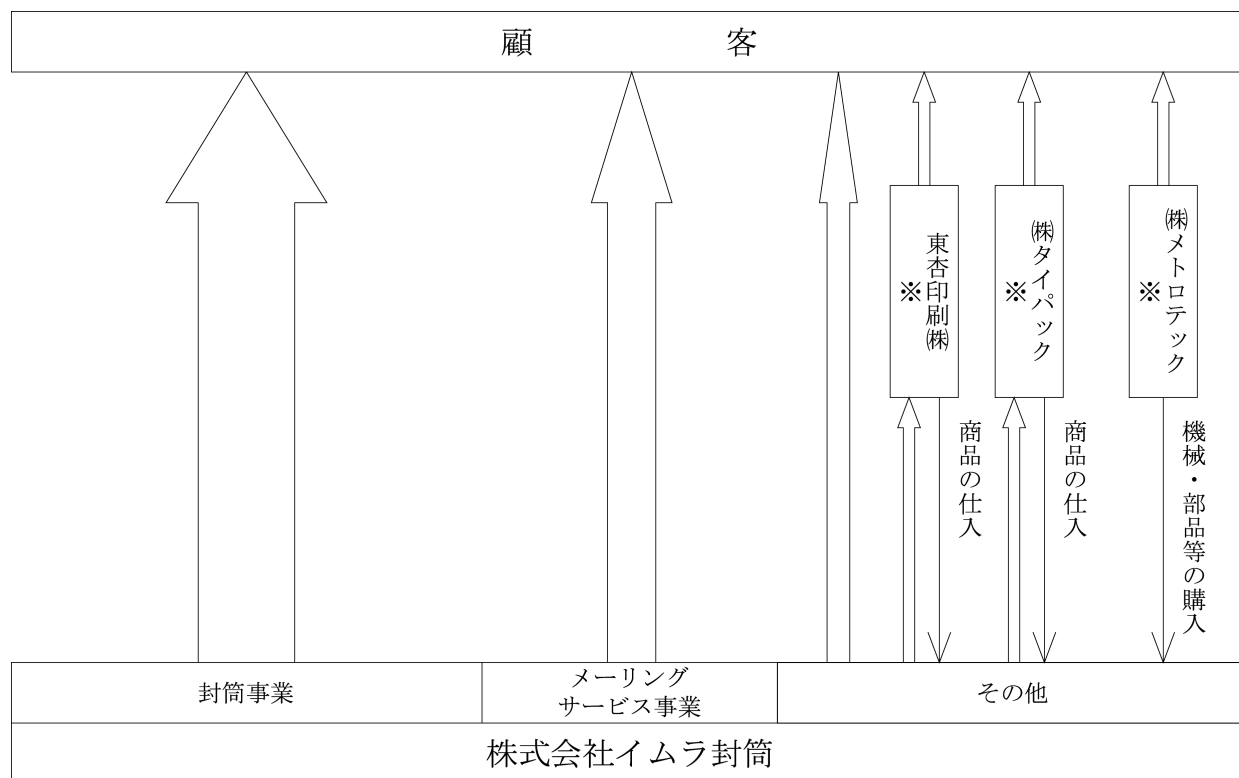 顧客
東杏印刷㈱
※
㈱タイパック
※
㈱メトロテック
※
商品の仕入
商品の仕入
機械・部品等の購入
封筒事業
メーリング
サービス事業
その他
株式会社イムラ封筒